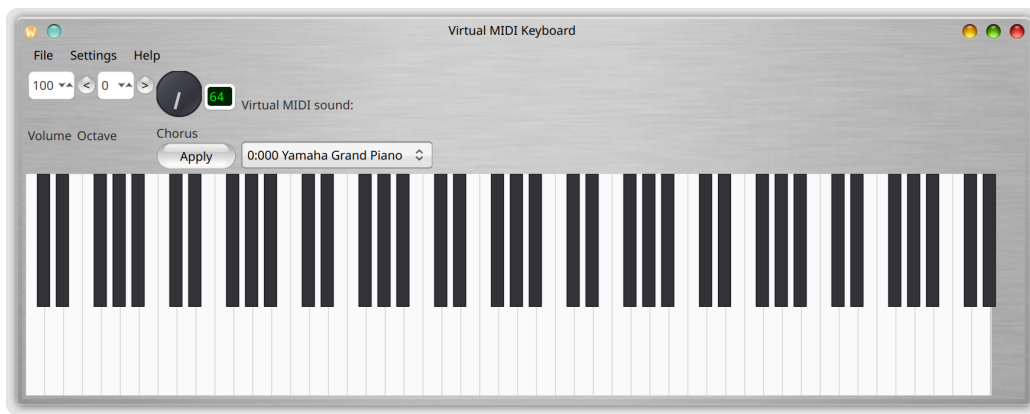 Virtual MIDI Keyboard
File Settings Help
100 < 0 > 64 Virtual MIDI sound:
Volume Octave Chorus
Apply 0:000 Yamaha Grand Piano